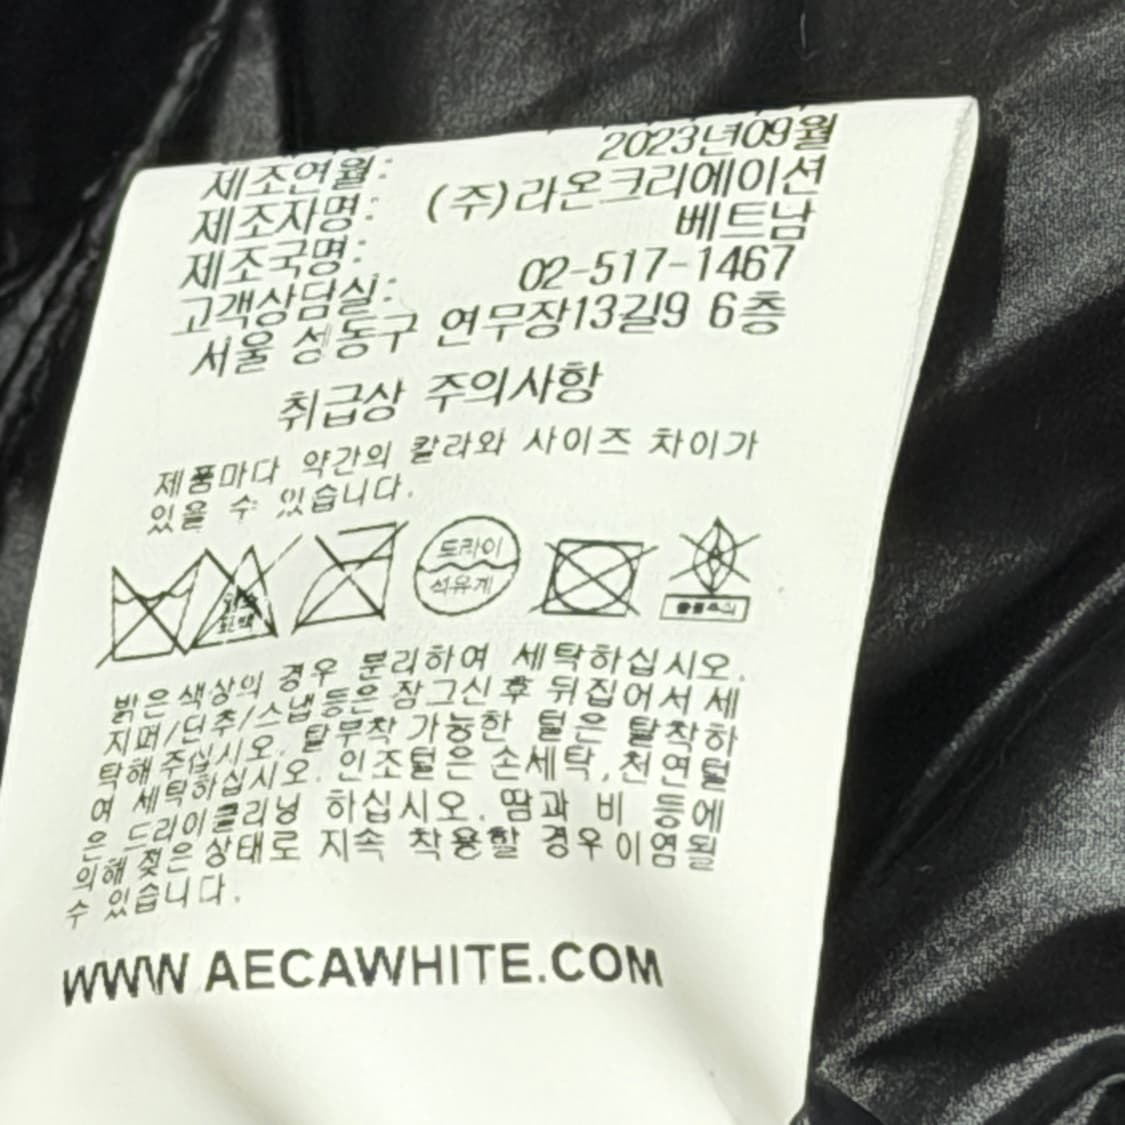 제조연월: 2023년09월
제조자명: (주)라온크리에이션
제조국명: 베트남
고객상담실: 02-517-1467
서울 성동구 연무장13길9 6층
취급상 주의사항
제품마다 약간의 칼라와 사이즈 차이가
있을 수 있습니다.
드라이
석유계
밝은색상의 경우 분리하여 세탁하십시오.
지퍼/단추/스냅등은 잠그신후 뒤집어서 세
탁해주십시오. 탈부착가능한 털은 탈착하
여 세탁하십시오. 인조털은 손세탁,천연털
은 드라이클리닝 하십시오. 땀과 비 등에
의해 젖은상태로 지속 착용할 경우이염될
수 있습니다.
WWW.AECAWHITE.COM